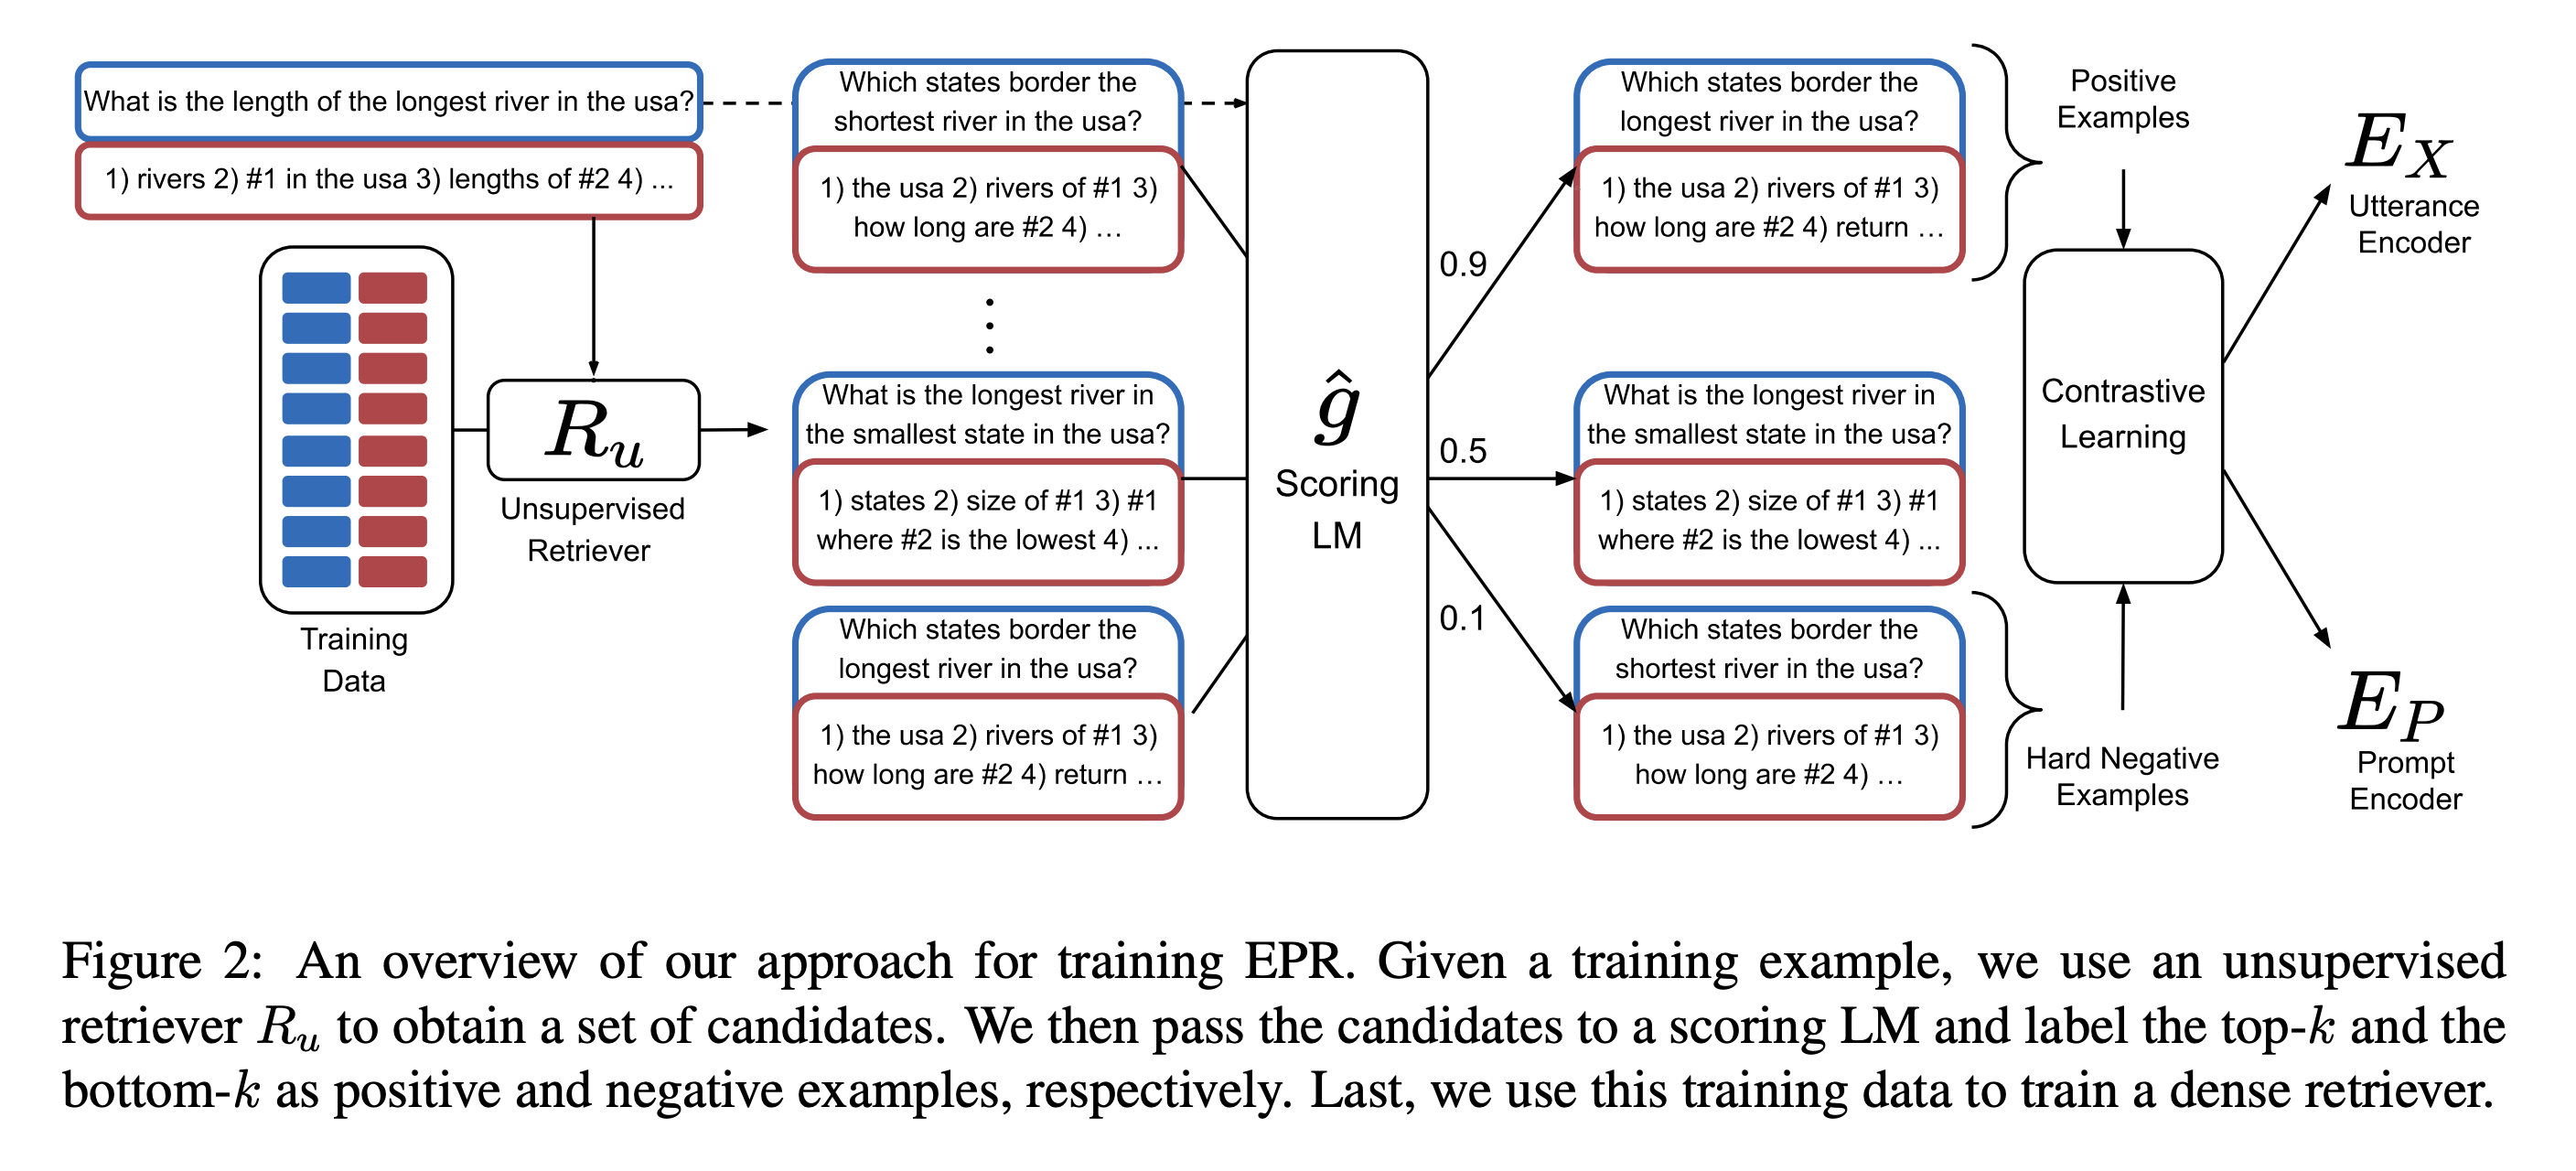 What is the length of the longest river in the usa?
1) rivers 2) #1 in the usa 3) lengths of #2 4) ...
Training
Data
R_u
Unsupervised
Retriever
Which states border the
shortest river in the usa?
1) the usa 2) rivers of #1 3)
how long are #2 4) …
What is the longest river in
the smallest state in the usa?
1) states 2) size of #1 3) #1
where #2 is the lowest 4) ...
Which states border the
longest river in the usa?
1) the usa 2) rivers of #1 3)
how long are #2 4) return …
ĝ
Scoring
LM
0.9
0.5
0.1
Which states border the
longest river in the usa?
1) the usa 2) rivers of #1 3)
how long are #2 4) return …
What is the longest river in
the smallest state in the usa?
1) states 2) size of #1 3) #1
where #2 is the lowest 4) ...
Which states border the
shortest river in the usa?
1) the usa 2) rivers of #1 3)
how long are #2 4) …
Positive
Examples
Contrastive
Learning
Hard Negative
Examples
E_X
Utterance
Encoder
E_P
Prompt
Encoder
Figure 2: An overview of our approach for training EPR. Given a training example, we use an unsupervised
retriever R_u to obtain a set of candidates. We then pass the candidates to a scoring LM and label the top-k and the
bottom-k as positive and negative examples, respectively. Last, we use this training data to train a dense retriever.